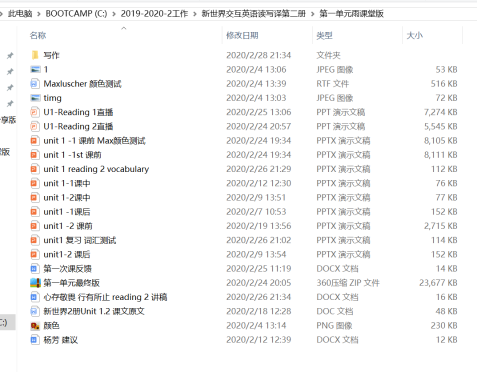 此电脑 > BOOTCAMP (C:) > 2019-2020-2工作 > 新世界交互英语读写译第二册 > 第一单元雨课堂版
名称 修改日期 类型 大小
写作 2020/2/28 21:34 文件夹
1 2020/2/4 13:06 JPEG 图像 53 KB
Maxluscher 颜色测试 2020/2/4 13:39 RTF 文件 516 KB
timg 2020/2/4 13:03 JPEG 图像 72 KB
U1-Reading 1直播 2020/2/25 13:06 PPT 演示文稿 7,274 KB
U1-Reading 2直播 2020/2/24 20:57 PPT 演示文稿 5,545 KB
unit 1 -1 课前 Max颜色测试 2020/2/24 19:34 PPTX 演示文稿 8,105 KB
unit 1 -1st 课前 2020/2/24 19:34 PPTX 演示文稿 8,111 KB
unit 1 reading 2 vocabulary 2020/2/26 21:29 PPTX 演示文稿 112 KB
unit 1-1课中 2020/2/12 12:30 PPTX 演示文稿 76 KB
unit 1-2课中 2020/2/9 13:51 PPTX 演示文稿 77 KB
unit1 -1课后 2020/2/7 10:53 PPTX 演示文稿 152 KB
unit1 -2 课前 2020/2/19 13:56 PPTX 演示文稿 2,715 KB
unit1 复习 词汇测试 2020/2/26 21:02 PPTX 演示文稿 114 KB
unit1-2 课后 2020/2/9 13:54 PPTX 演示文稿 152 KB
第一次课反馈 2020/2/25 11:19 DOCX 文档 14 KB
第一单元最终版 2020/2/24 20:05 360压缩 ZIP 文件 23,677 KB
心存敬畏 行有所止 reading 2 讲稿 2020/2/26 21:34 DOCX 文档 16 KB
新世界2册Unit 1.2 课文原文 2020/2/18 12:28 DOC 文档 48 KB
颜色 2020/2/4 13:14 PNG 图像 230 KB
杨芳 建议 2020/2/12 12:39 DOCX 文档 12 KB